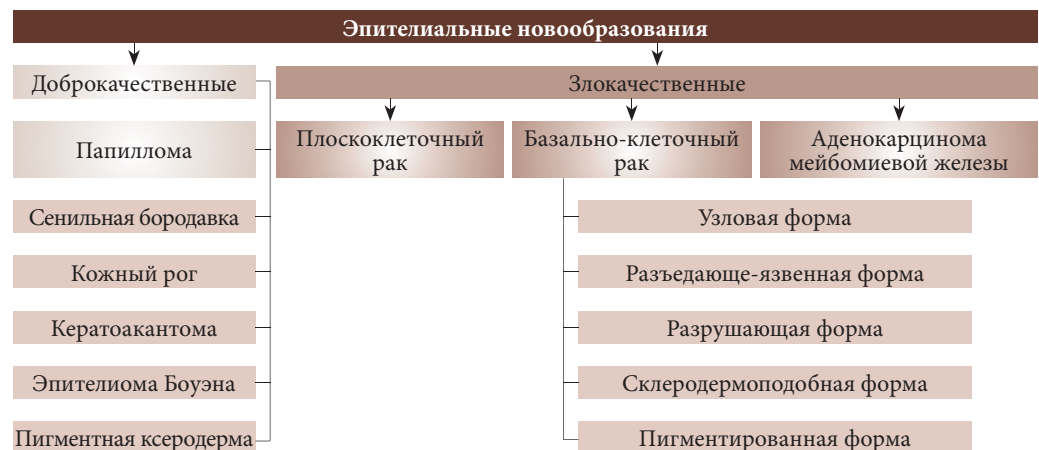 Эпителиальные новообразования
Доброкачественные
Злокачественные
Папиллома
Плоскоклеточный
рак
Базально-клеточный
рак
Аденокарцинома
мейбомиевой железы
Сенильная бородавка
Кожный рог
Кератоакантома
Эпителиома Боуэна
Пигментная ксеродерма
Узловая форма
Разъедающе-язвенная форма
Разрушающая форма
Склеродермоподобная форма
Пигментированная форма